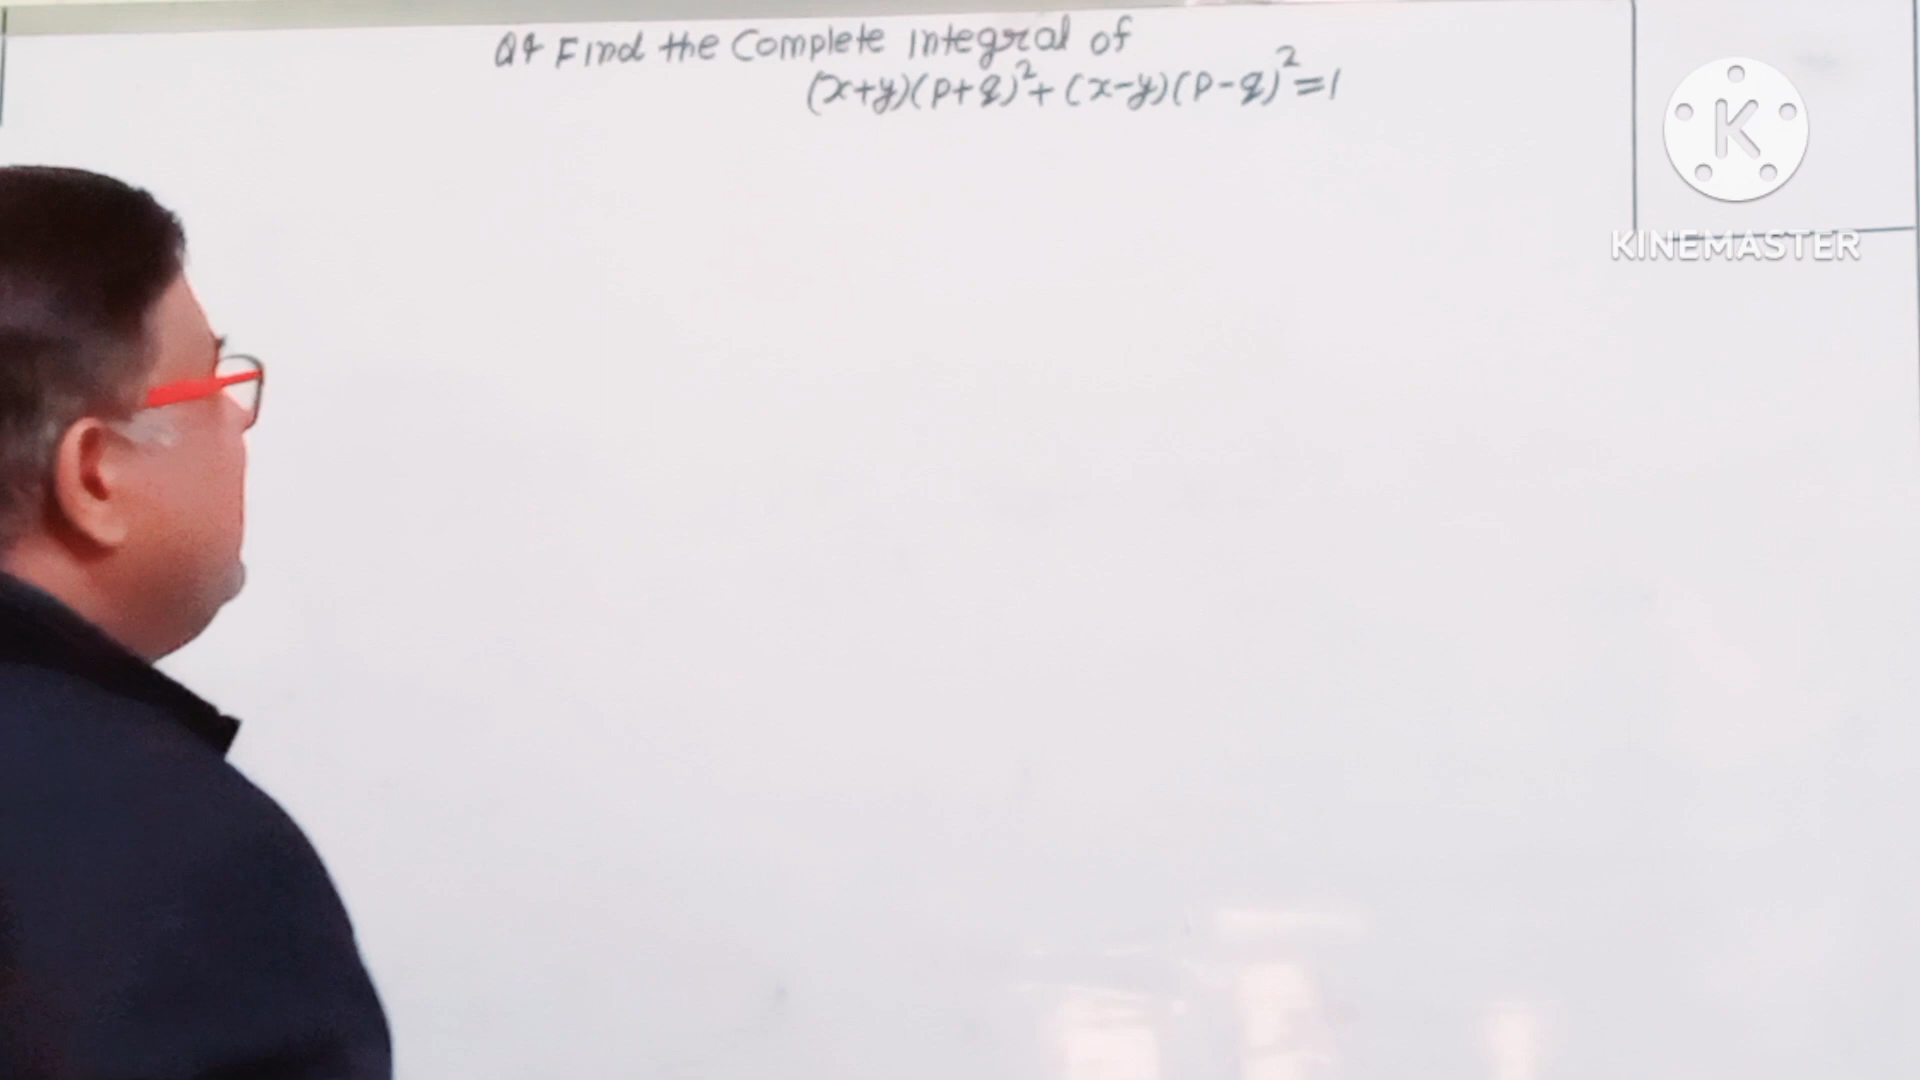 Q4 Find the Complete integral of
(x+y)(p+q)²+(x-y)(p-q)²=1
K
KINEMASTER